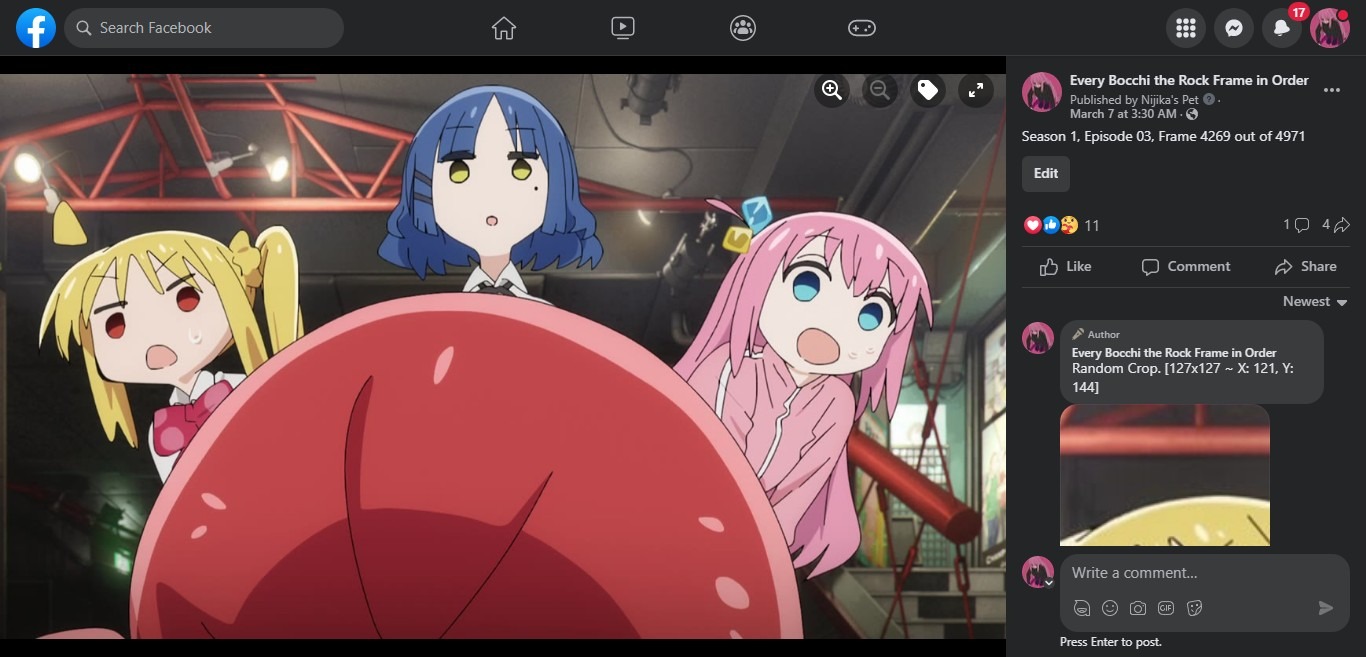 Search Facebook
17
Every Bocchi the Rock Frame in Order
Published by Nijika's Pet ·
March 7 at 3:30 AM ·
Season 1, Episode 03, Frame 4269 out of 4971
Edit
11
1
4
Like
Comment
Share
Newest
Author
Every Bocchi the Rock Frame in Order
Random Crop. [127x127 ~ X: 121, Y:
144]
Write a comment...
GIF
Press Enter to post.